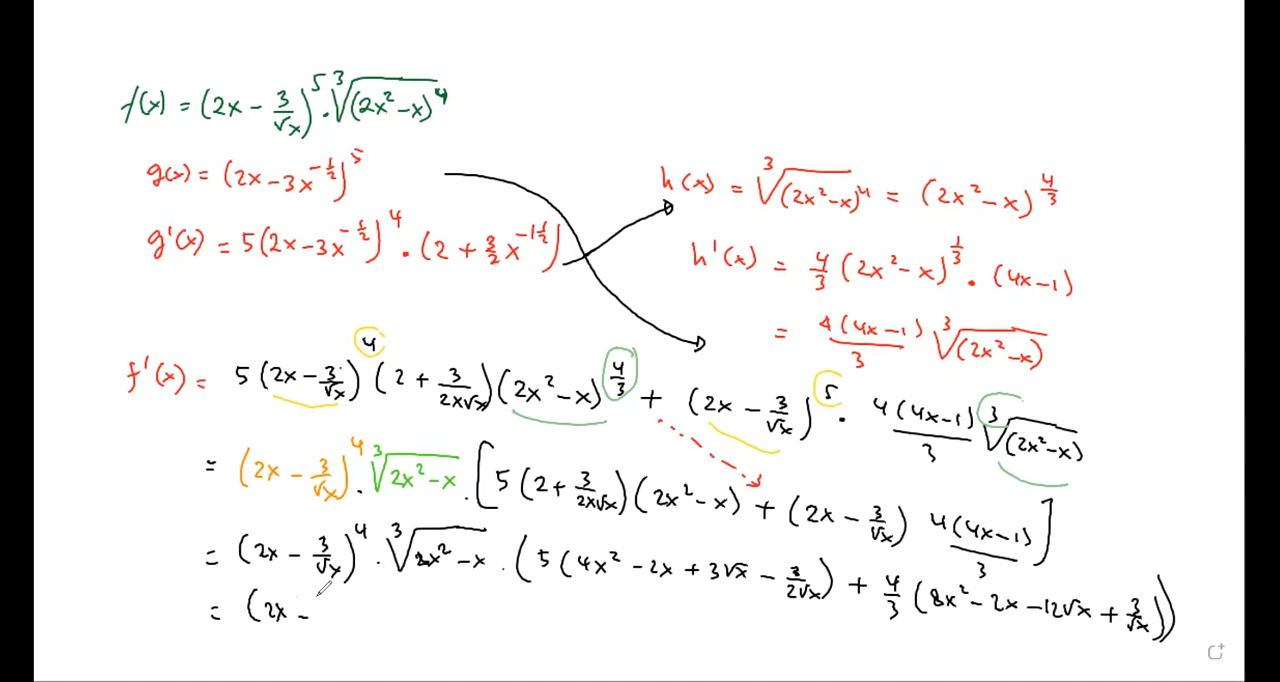 f(x) = (2x - 3/√x)^5 · ∛(2x² - x)^4
g(x) = (2x - 3x^(-1/2))^5
h(x) = ∛(2x² - x)^4 = (2x² - x)^(4/3)
g'(x) = 5(2x - 3x^(-1/2))^4 · (2 + 3/2 x^(-1 1/2))
h'(x) = 4/3 (2x² - x)^(1/3) · (4x - 1)
= 4(4x - 1)/3 ∛(2x² - x)
f'(x) = 5(2x - 3/√x)^4 (2 + 3/(2x√x))(2x² - x)^(4/3) + (2x - 3/√x)^5 · 4(4x - 1)/3 ∛(2x² - x)
= (2x - 3/√x)^4 · ∛(2x² - x) · [5(2 + 3/(2x√x))(2x² - x) + (2x - 3/√x) 4(4x - 1)/3]
= (2x - 3/√x)^4 · ∛(2x² - x) · (5(4x² - 2x + 3√x - 3/(2√x)) + 4/3 (8x² - 2x - 12√x + 3/√x))
= (2x -